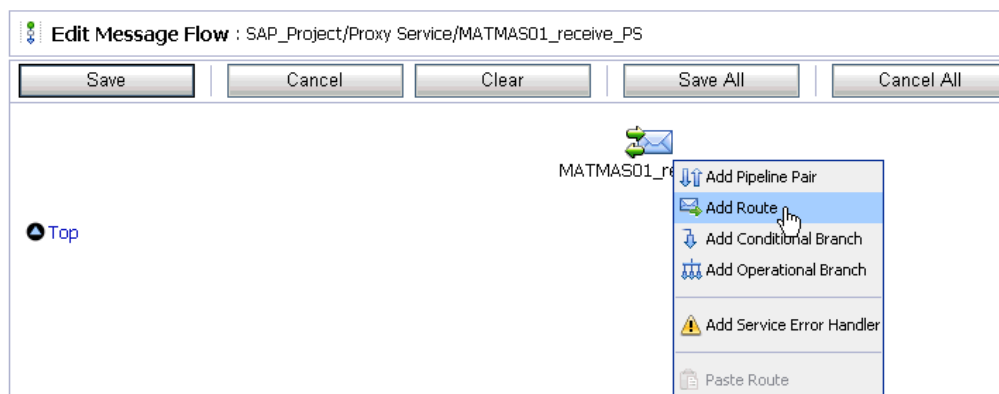 Edit Message Flow : SAP_Project/Proxy Service/MATMAS01_receive_PS
Save Cancel Clear Save All Cancel All
MATMAS01_re
Add Pipeline Pair
Add Route
Top
Add Conditional Branch
Add Operational Branch
Add Service Error Handler
Paste Route